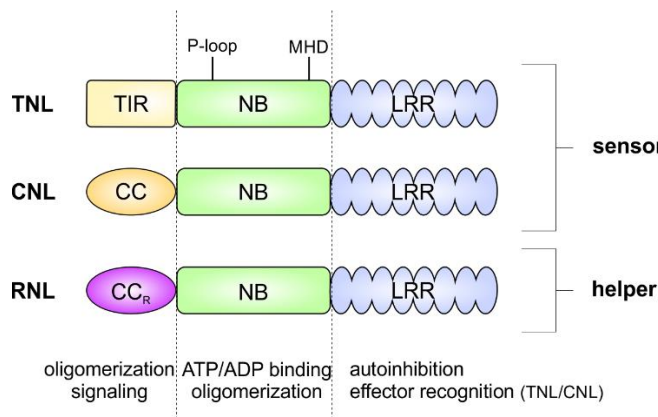 P-loop MHD
TNL TIR NB LRR
sensor
CNL CC NB LRR
RNL CCR NB LRR helper
oligomerization ATP/ADP binding autoinhibition
signaling oligomerization effector recognition (TNL/CNL)